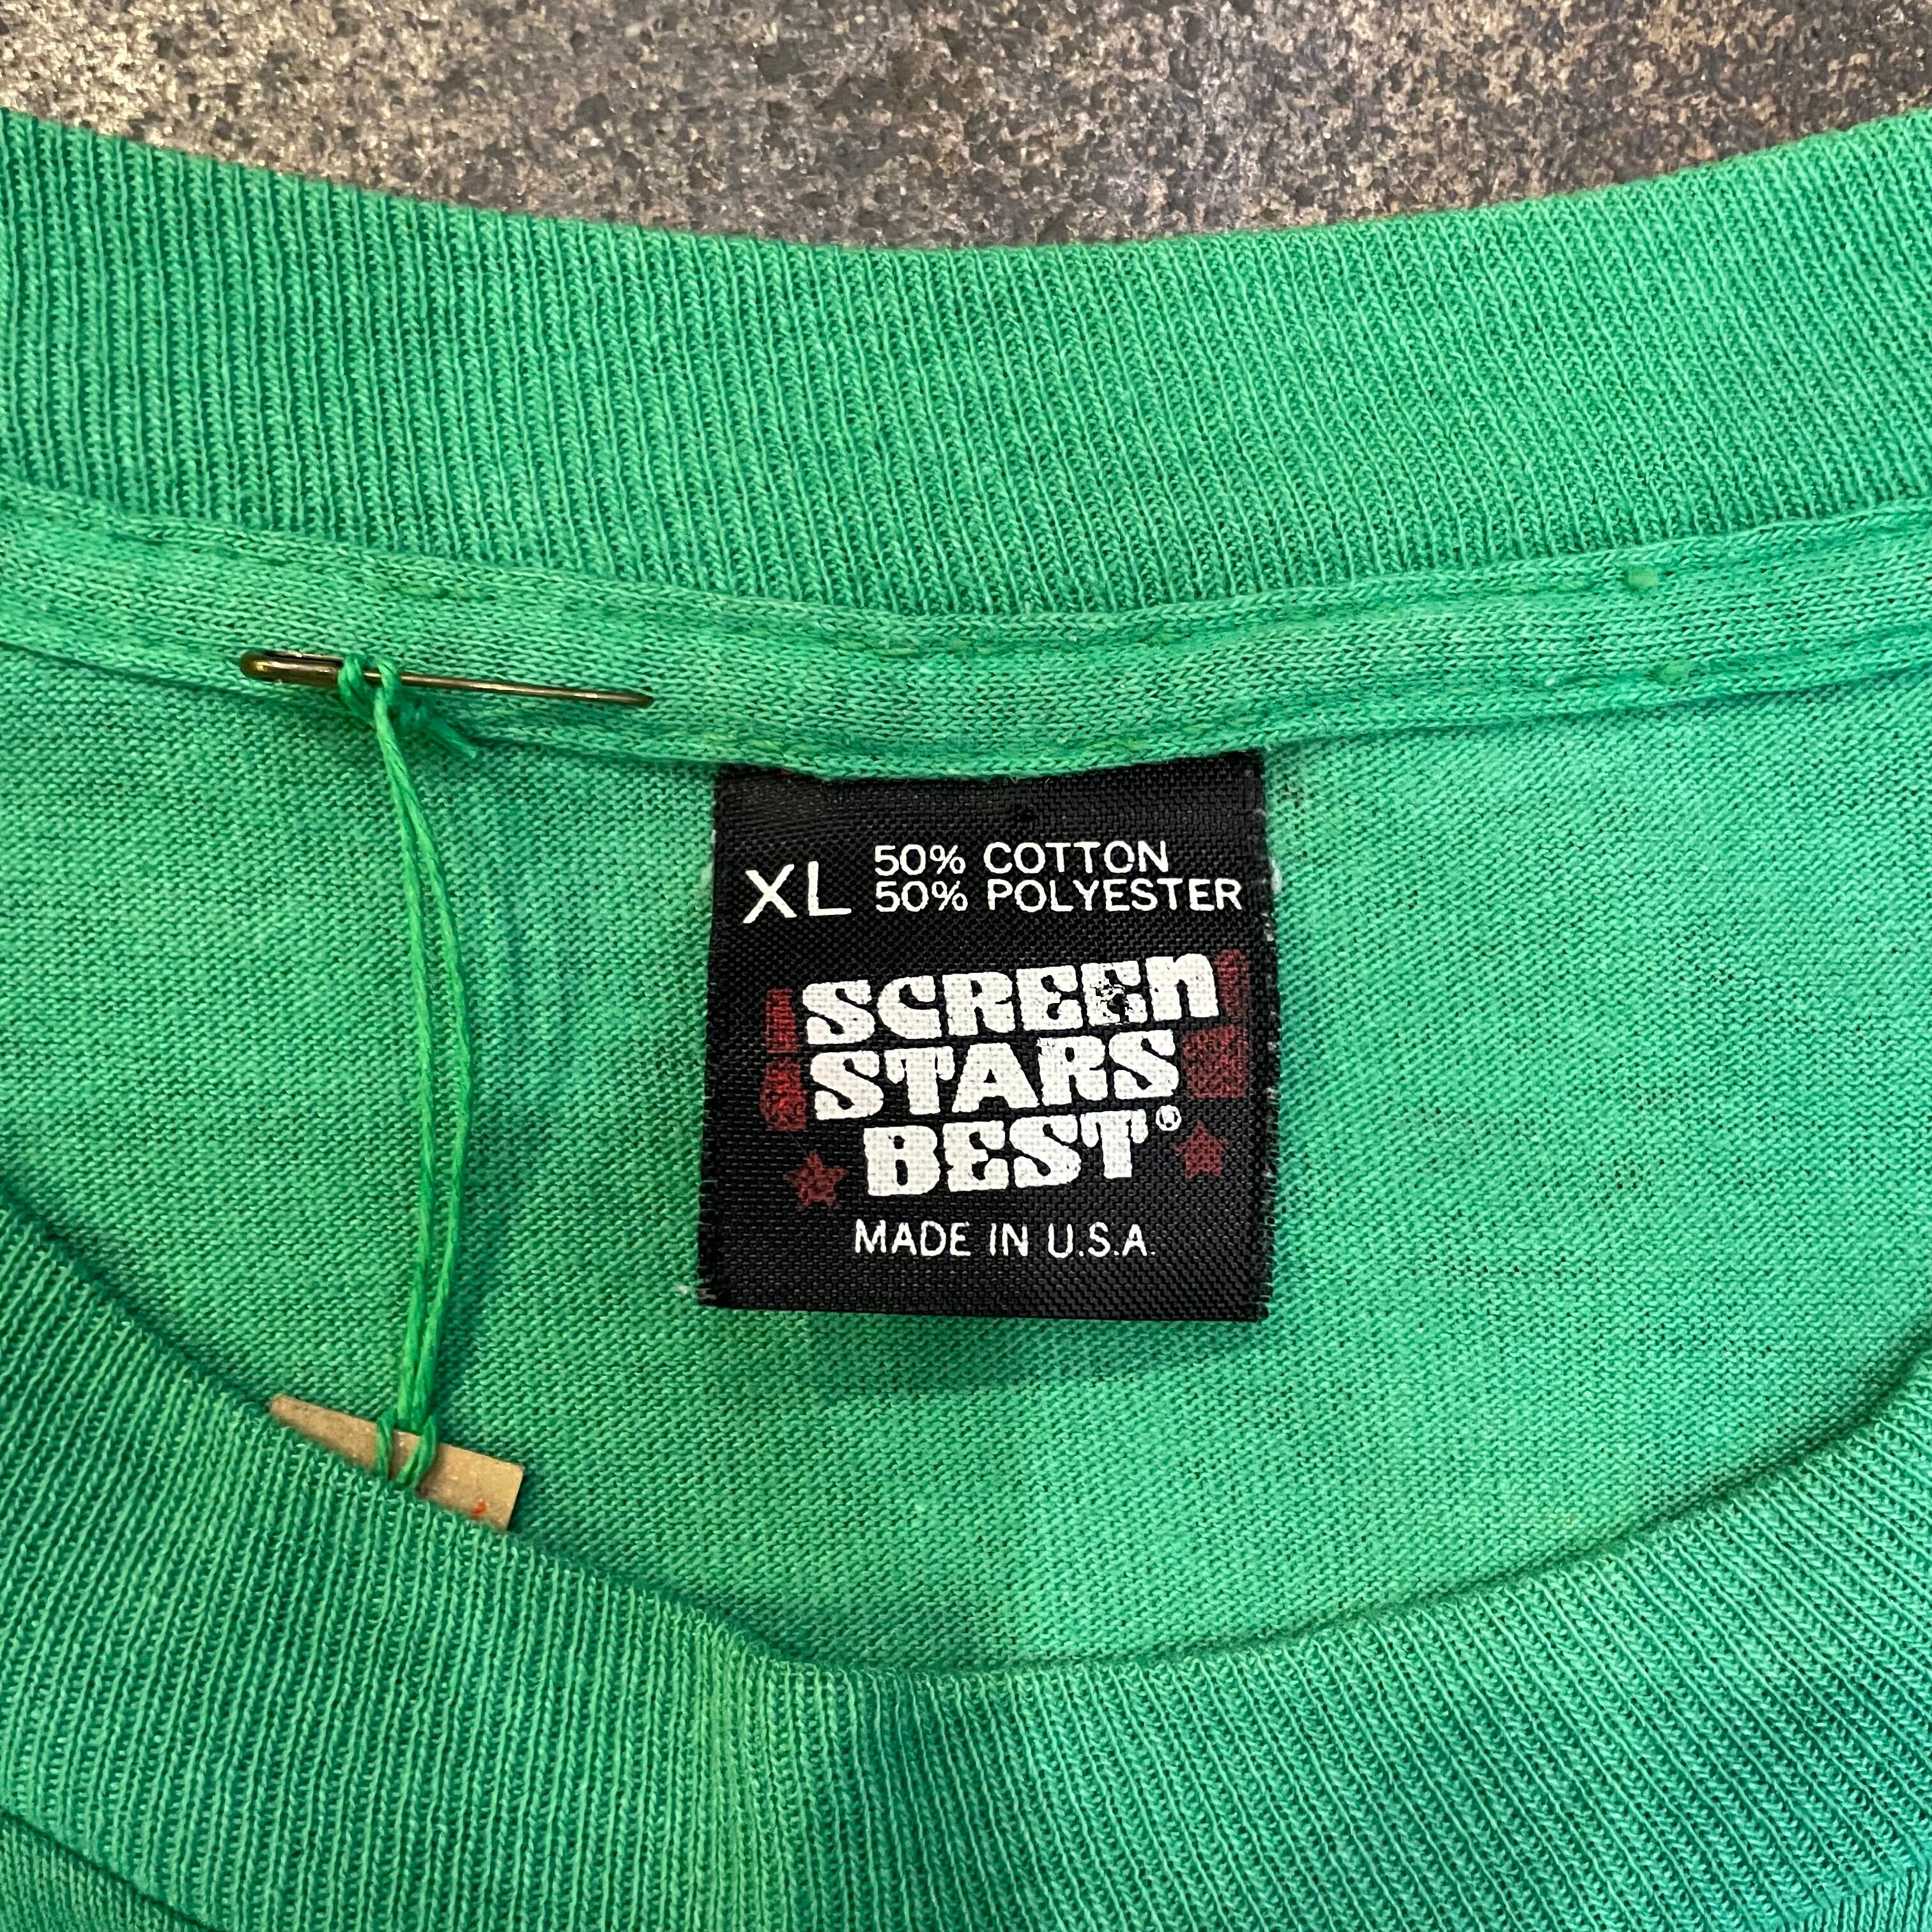 XL 50% COTTON
50% POLYESTER
SCREEN
STARS
BEST®
MADE IN U.S.A.